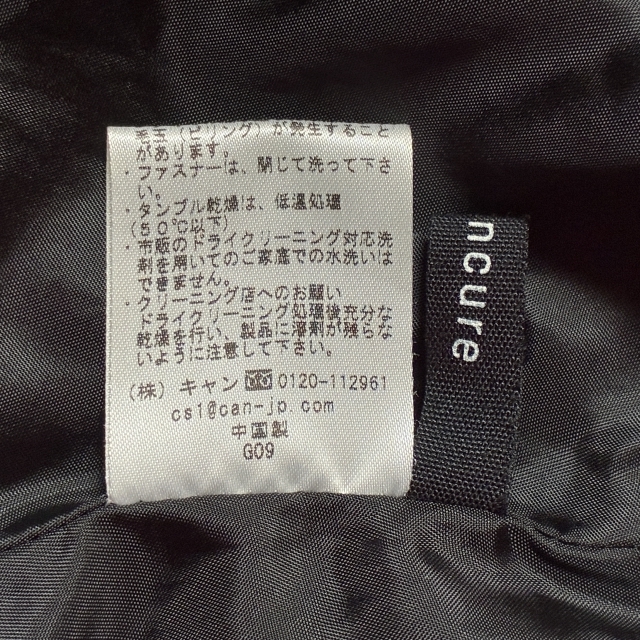 毛玉(ピリング)が発生すること
があります。
・ファスナーは、閉じて洗って下さ
い。
・タンブル乾燥は、低温処理
(50℃以下)
・市販のドライクリーニング対応洗
剤を用いてのご家庭での水洗いは
できません。
・クリーニング店へのお願い
ドライクリーニング処理後充分な
乾燥を行い、製品に溶剤が残らな
いように注意して下さい。
(株) キャン 0120-112961
cs1@can-jp.com
中国製
G09
ncure